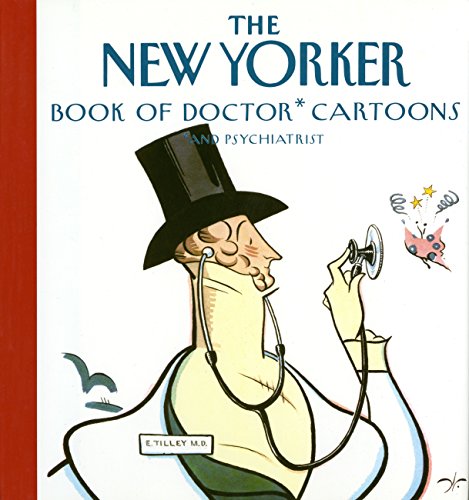 THE
NEW YORKER
BOOK OF DOCTOR* CARTOONS
*AND PSYCHIATRIST
E. TILLEY M.D.